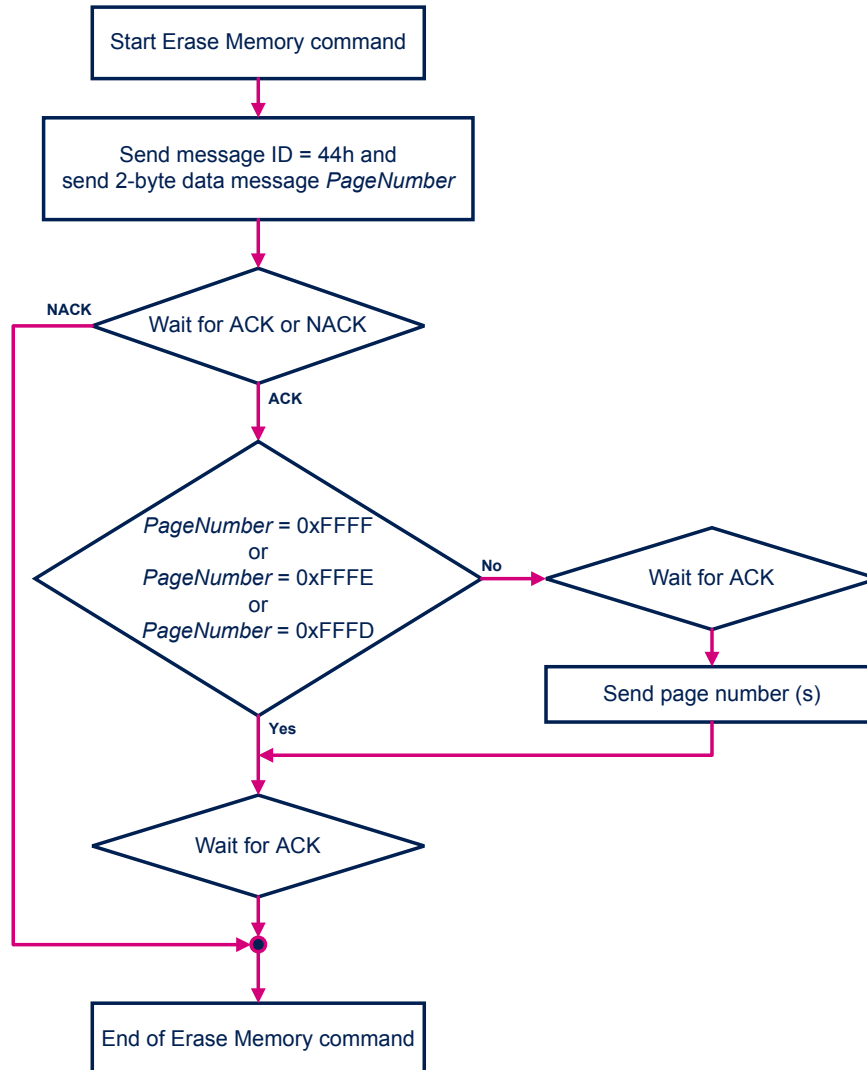 Start Erase Memory command
Send message ID = 44h and
send 2-byte data message PageNumber
NACK
Wait for ACK or NACK
ACK
PageNumber = 0xFFFF
or
PageNumber = 0xFFFE
or
PageNumber = 0xFFFD
No
Wait for ACK
Send page number (s)
Yes
Wait for ACK
End of Erase Memory command